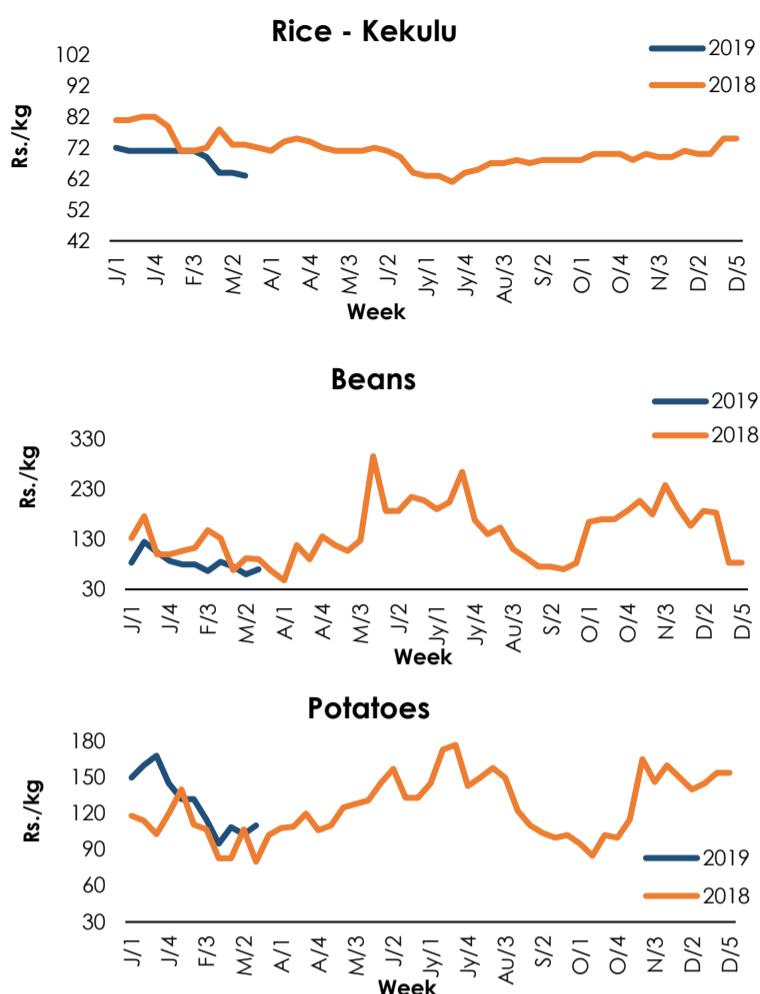 Rice - Kekulu
2019
2018
Rs./kg
102
92
82
72
62
52
42
J/1 J/4 F/3 M/2 A/1 A/4 M/3 J/2 Jy/1 Jy/4 Au/3 S/2 O/1 O/4 N/3 D/2 D/5
Week
Beans
2019
2018
Rs./kg
330
230
130
30
J/1 J/4 F/3 M/2 A/1 A/4 M/3 J/2 Jy/1 Jy/4 Au/3 S/2 O/1 O/4 N/3 D/2 D/5
Week
Potatoes
Rs./kg
180
150
120
90
60
30
2019
2018
J/1 J/4 F/3 M/2 A/1 A/4 M/3 J/2 Jy/1 Jy/4 Au/3 S/2 O/1 O/4 N/3 D/2 D/5
Week